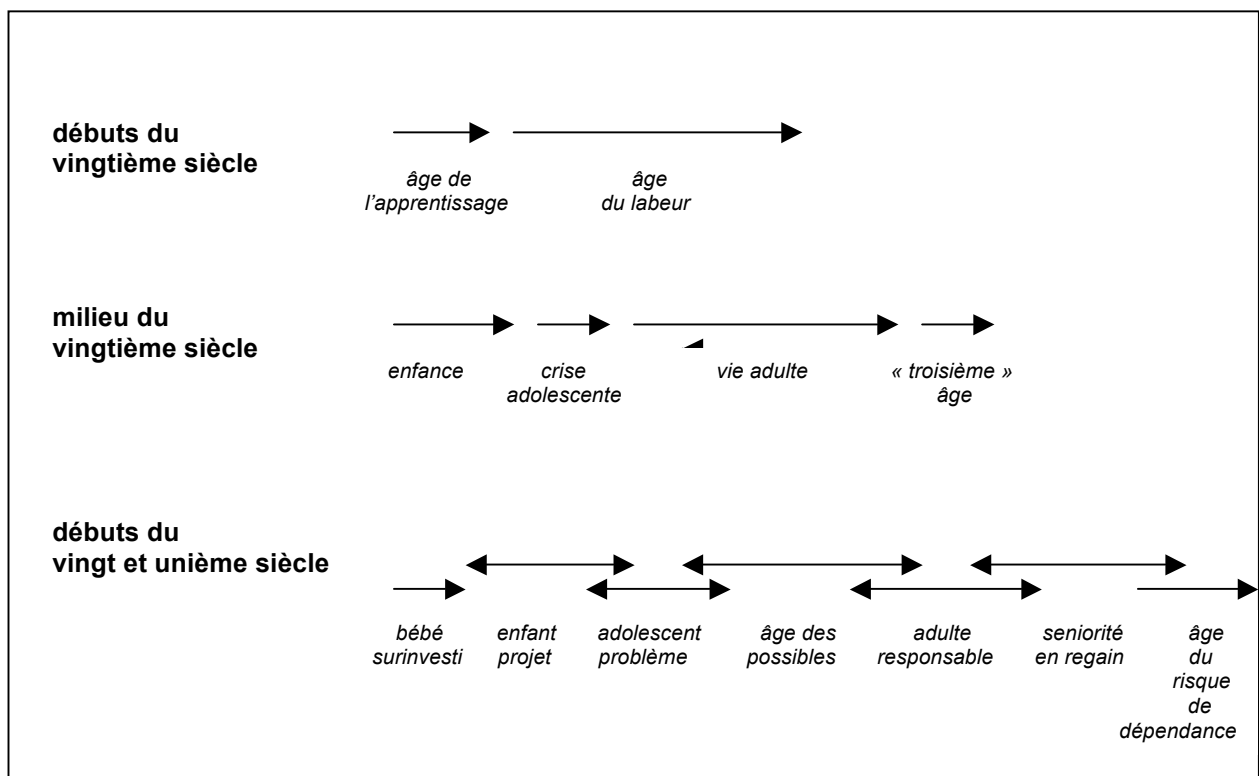 débuts du
vingtième siècle
âge de
l’apprentissage
âge
du labeur
milieu du
vingtième siècle
enfance
crise
adolescente
vie adulte
« troisième »
âge
débuts du
vingt et unième siècle
bébé
surinvesti
enfant
projet
adolescent
problème
âge des
possibles
adulte
responsable
seniorité
en regain
âge
du
risque
de
dépendance